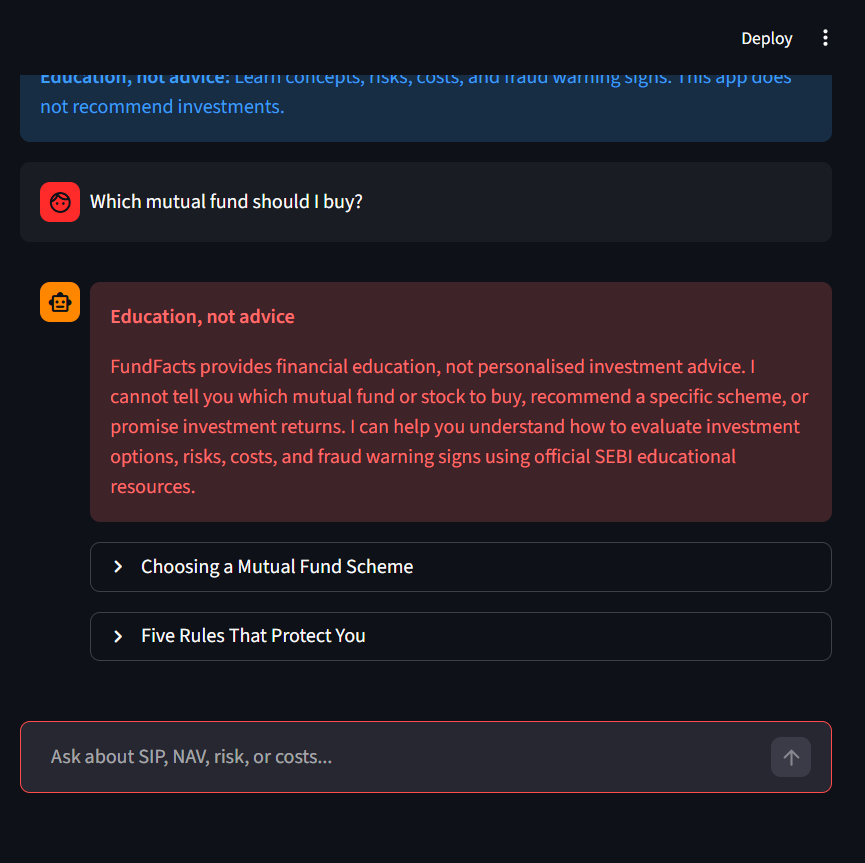 Deploy
Education, not advice: Learn concepts, risks, costs, and fraud warning signs. This app does
not recommend investments.
Which mutual fund should I buy?
Education, not advice
FundFacts provides financial education, not personalised investment advice. I
cannot tell you which mutual fund or stock to buy, recommend a specific scheme, or
promise investment returns. I can help you understand how to evaluate investment
options, risks, costs, and fraud warning signs using official SEBI educational
resources.
Choosing a Mutual Fund Scheme
Five Rules That Protect You
Ask about SIP, NAV, risk, or costs...